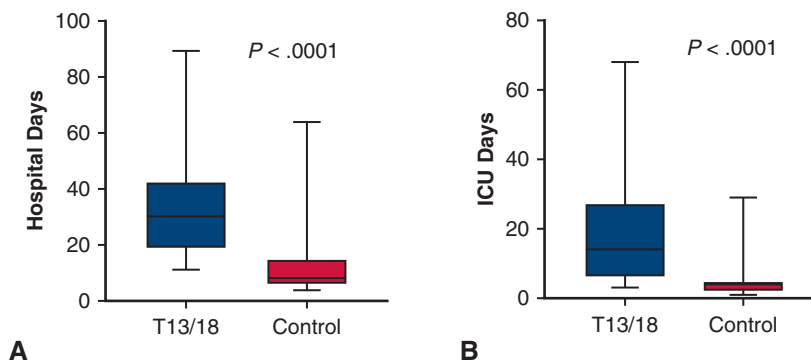 100
80
60
40
20
0
Hospital Days
P < .0001
T13/18 Control
A
80
60
40
20
0
ICU Days
P < .0001
T13/18 Control
B